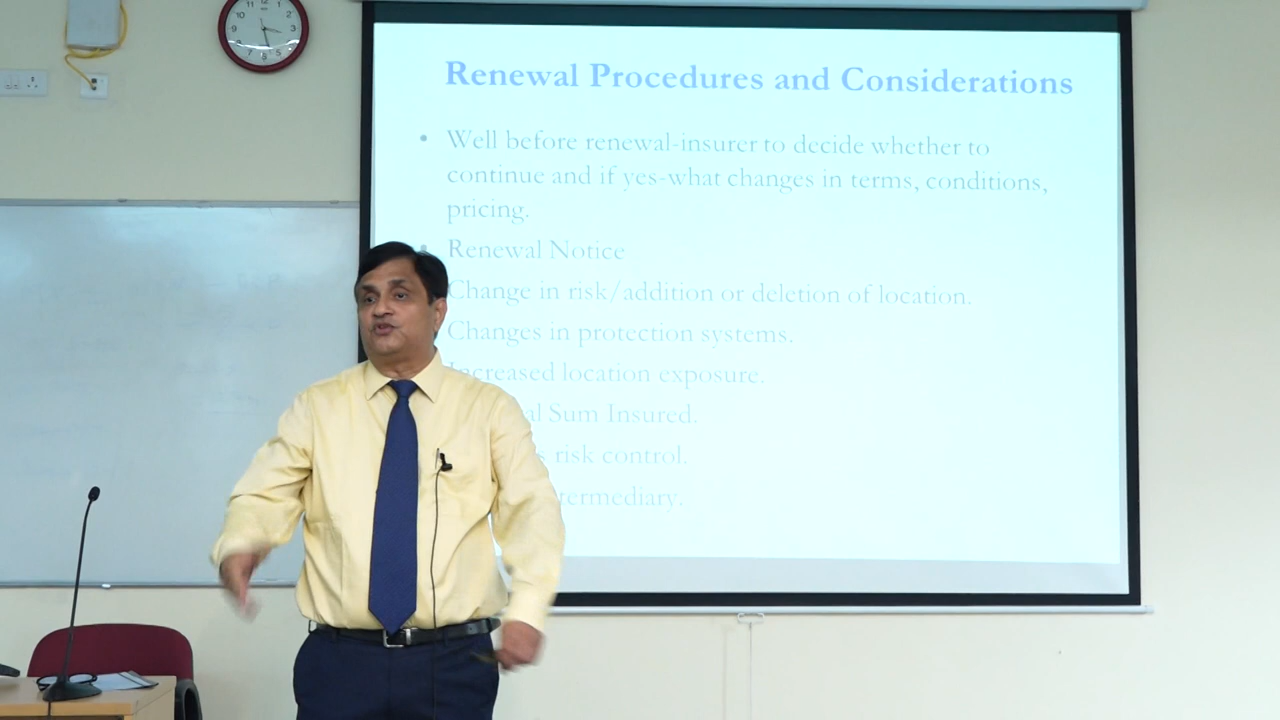 Renewal Procedures and Considerations
• Well before renewal-insurer to decide whether to
continue and if yes-what changes in terms, conditions,
pricing.
• Renewal Notice
Change in risk/addition or deletion of location.
Changes in protection systems.
Increased location exposure.
Sum Insured.
risk control.